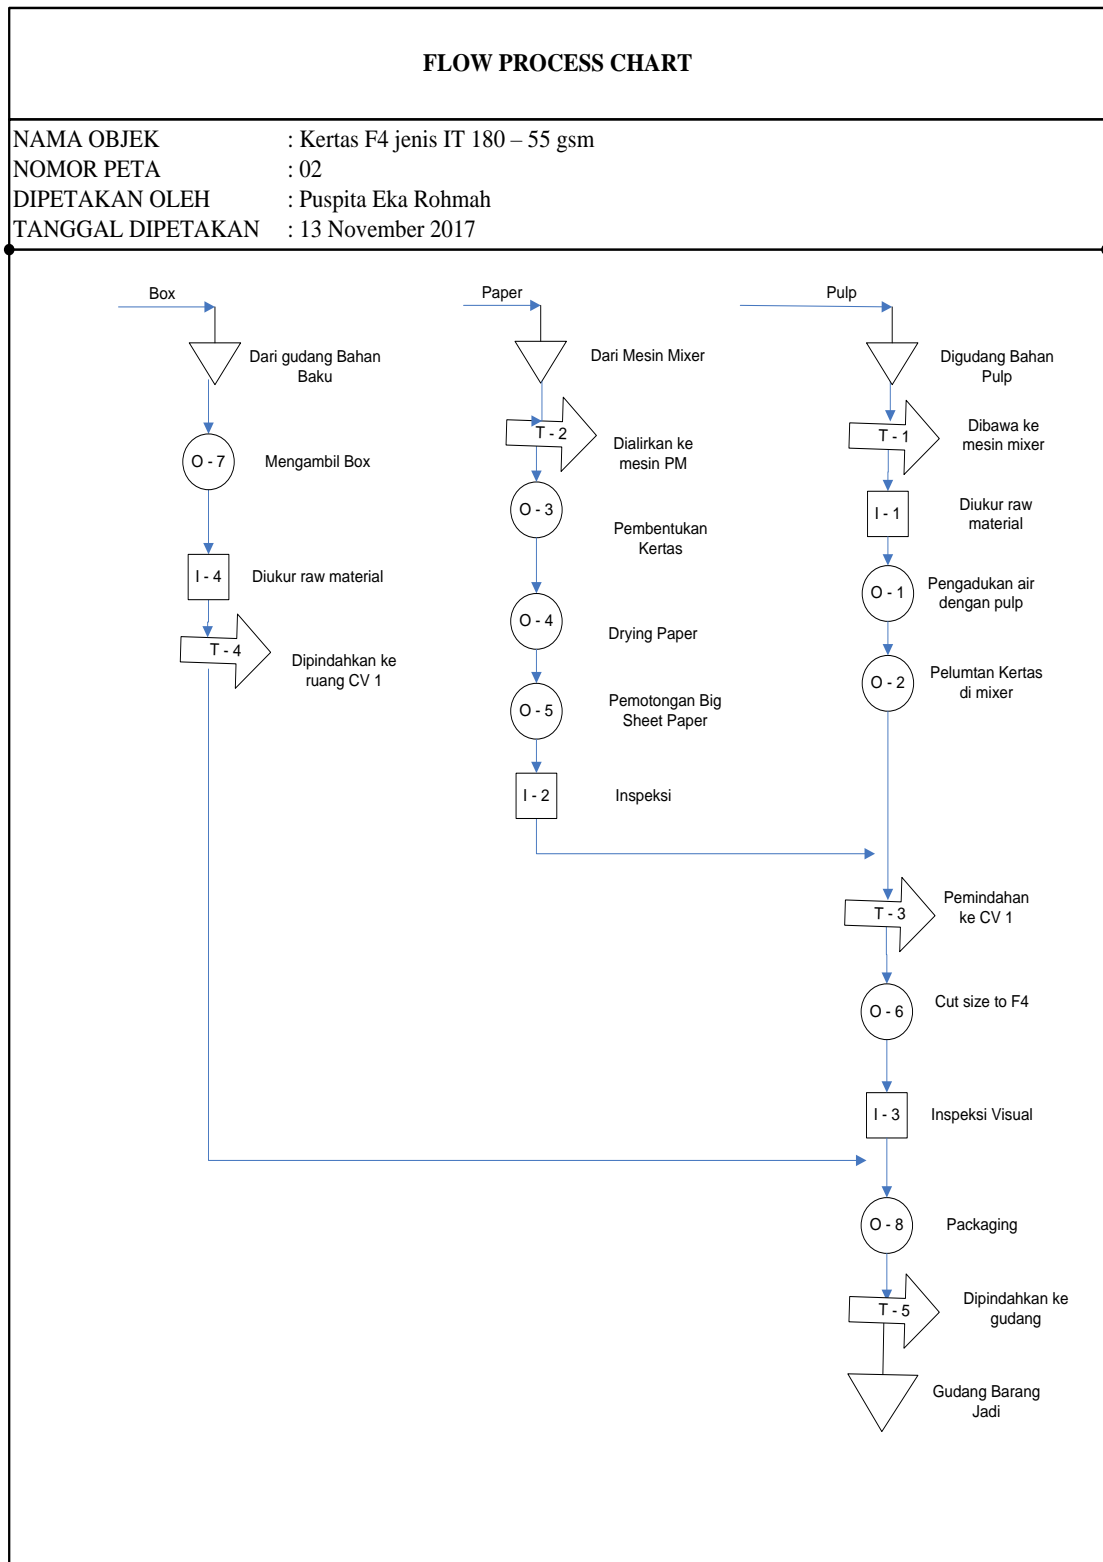 FLOW PROCESS CHART
NAMA OBJEK : Kertas F4 jenis IT 180 – 55 gsm
NOMOR PETA : 02
DIPETAKAN OLEH : Puspita Eka Rohmah
TANGGAL DIPETAKAN : 13 November 2017
Box
Dari gudang Bahan
Baku
O - 7
Mengambil Box
I - 4
Diukur raw material
T - 4
Dipindahkan ke
ruang CV 1
Paper
Dari Mesin Mixer
T - 2
Dialirkan ke
mesin PM
O - 3
Pembentukan
Kertas
O - 4
Drying Paper
O - 5
Pemotongan Big
Sheet Paper
I - 2
Inspeksi
Pulp
Digudang Bahan
Pulp
T - 1
Dibawa ke
mesin mixer
I - 1
Diukur raw
material
O - 1
Pengadukan air
dengan pulp
O - 2
Pelumtan Kertas
di mixer
T - 3
Pemindahan
ke CV 1
O - 6
Cut size to F4
I - 3
Inspeksi Visual
O - 8
Packaging
T - 5
Dipindahkan ke
gudang
Gudang Barang
Jadi